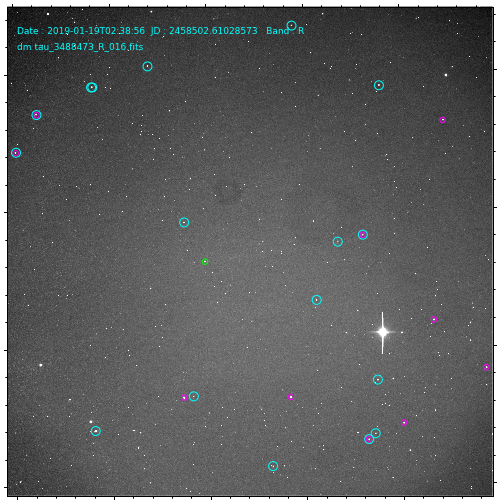 Date : 2019-01-19T02:38:56 JD : 2458502.61028573 Band : R
dm tau_3488473_R_016.fits